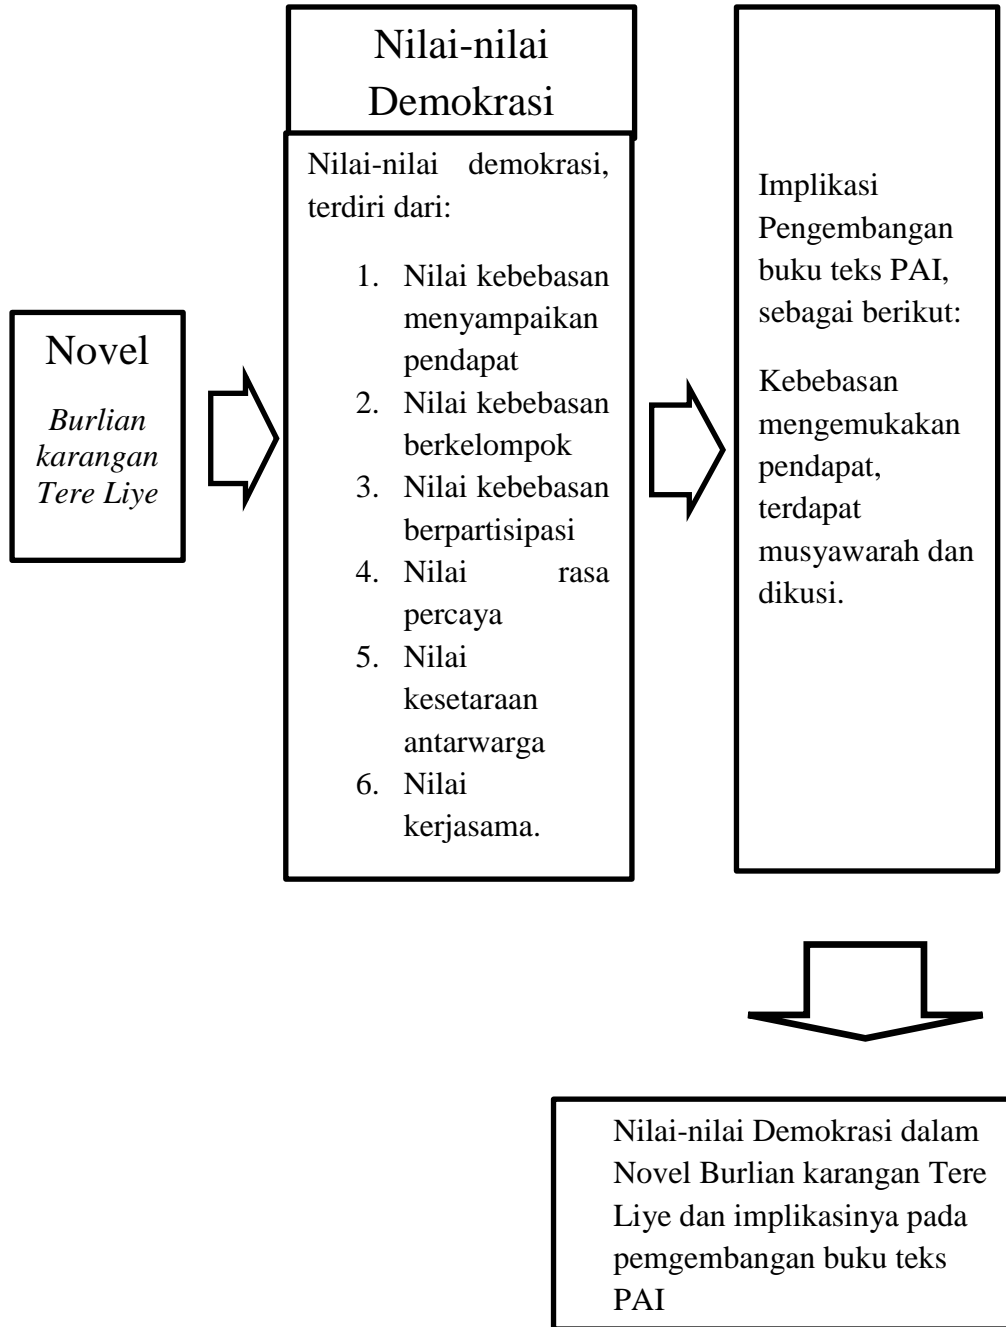 Novel
Burlian
karangan
Tere Liye
Nilai-nilai
Demokrasi
Nilai-nilai demokrasi,
terdiri dari:
1. Nilai kebebasan
menyampaikan
pendapat
2. Nilai kebebasan
berkelompok
3. Nilai kebebasan
berpartisipasi
4. Nilai rasa
percaya
5. Nilai
kesetaraan
antarwarga
6. Nilai
kerjasama.
Implikasi
Pengembangan
buku teks PAI,
sebagai berikut:
Kebebasan
mengemukakan
pendapat,
terdapat
musyawarah dan
dikusi.
Nilai-nilai Demokrasi dalam
Novel Burlian karangan Tere
Liye dan implikasinya pada
pemgembangan buku teks
PAI